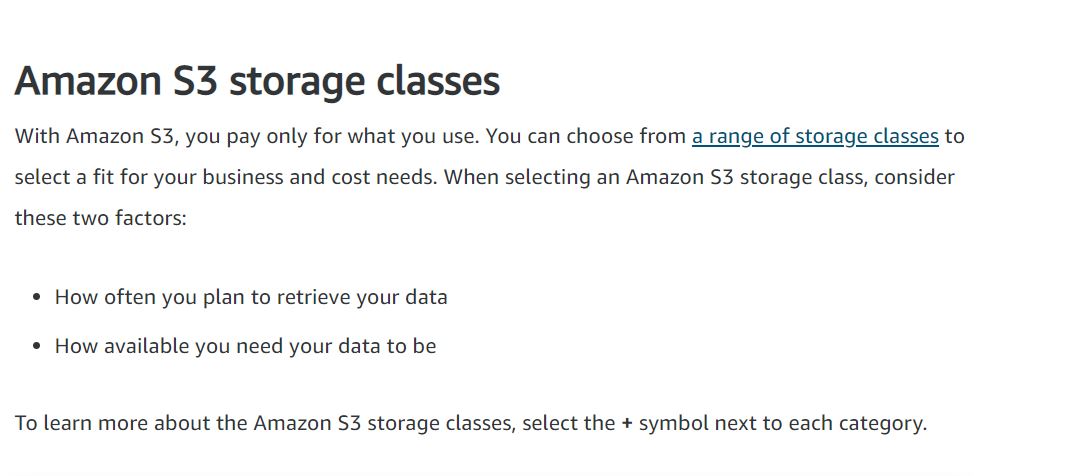 Amazon S3 storage classes
With Amazon S3, you pay only for what you use. You can choose from a range of storage classes to
select a fit for your business and cost needs. When selecting an Amazon S3 storage class, consider
these two factors:
• How often you plan to retrieve your data
• How available you need your data to be
To learn more about the Amazon S3 storage classes, select the + symbol next to each category.